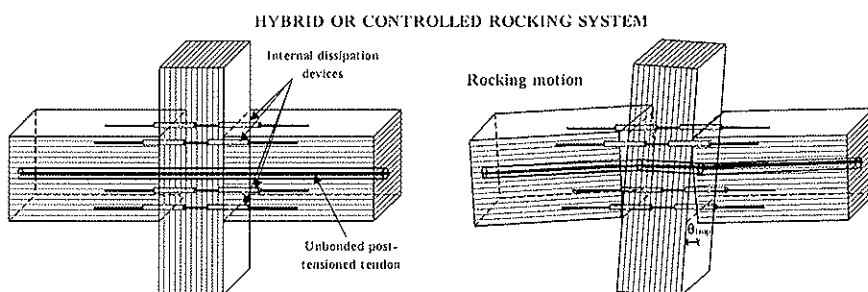 HYBRID OR CONTROLLED ROCKING SYSTEM
Internal dissipation
devices
Rocking motion
Unbonded post-
tensioned tendon